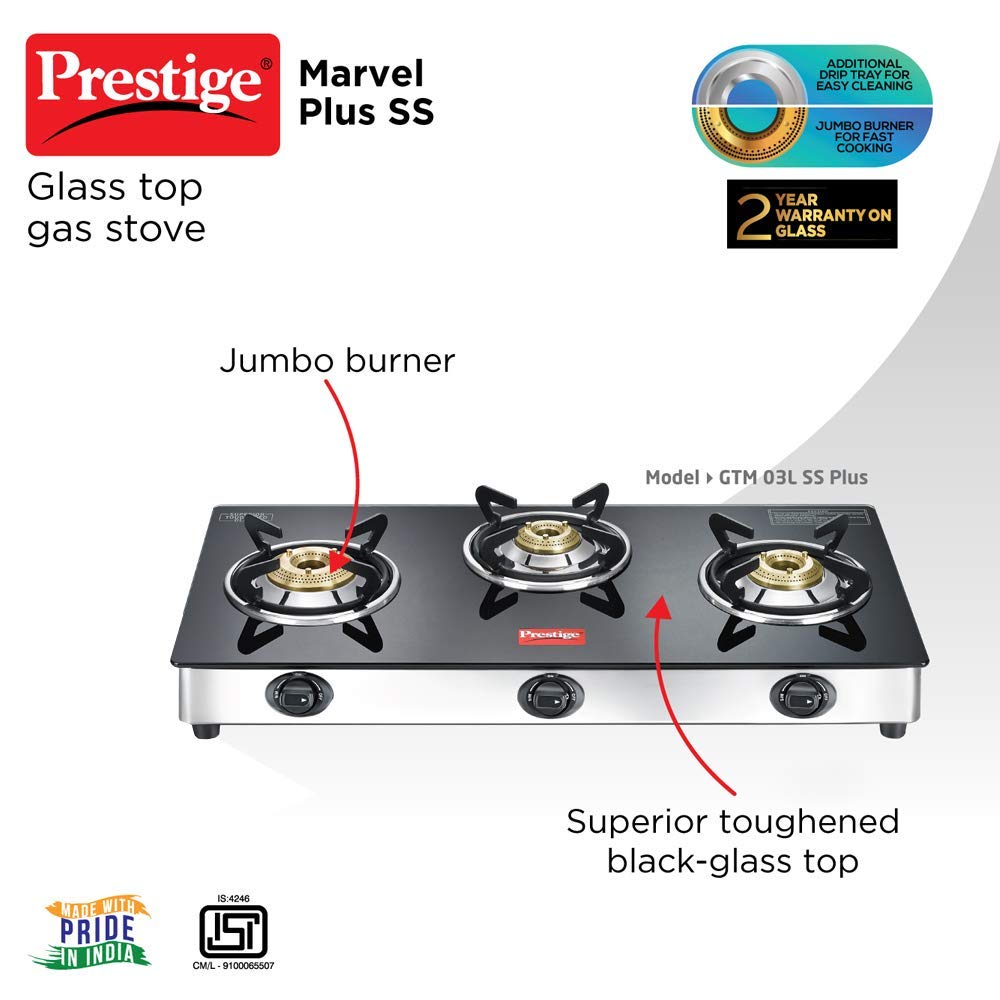 Prestige®
Marvel
Plus SS
Glass top
gas stove
ADDITIONAL
DRIP TRAY FOR
EASY CLEANING
JUMBO BURNER
FOR FAST
COOKING
2 YEAR
WARRANTY ON
GLASS
Jumbo burner
Model GTM 03L SS Plus
Prestige
Superior toughened
black-glass top
MADE WITH
PRIDE
IN INDIA
IS:4246
ISI
CM/L - 9100065507